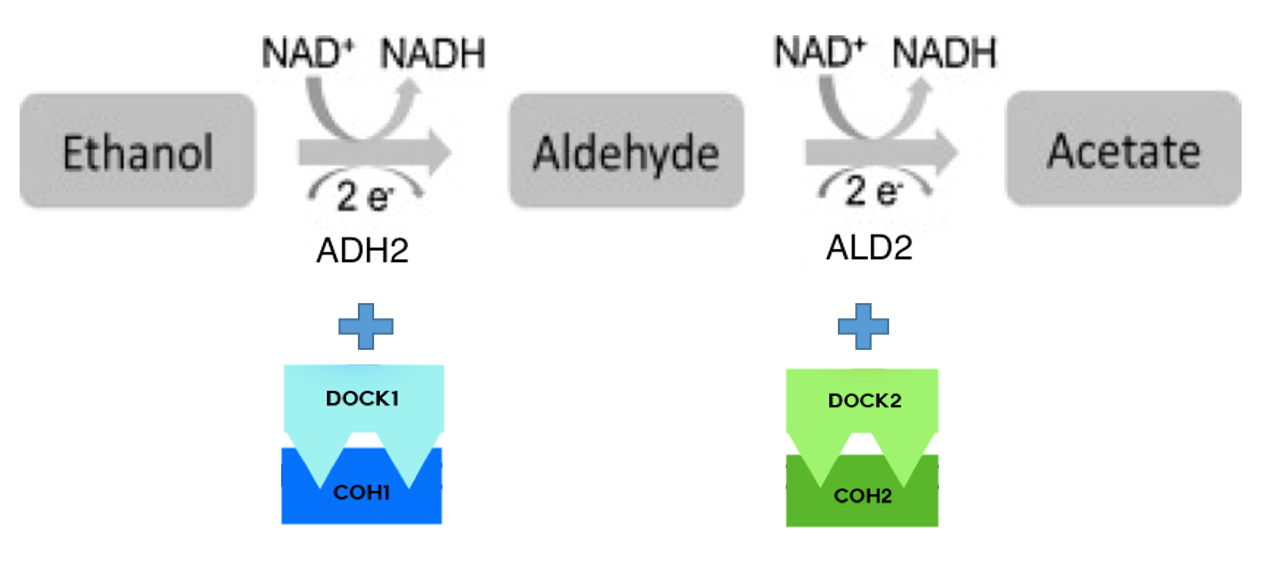 NAD⁺ NADH
NAD⁺ NADH
Ethanol
Aldehyde
Acetate
2 e⁻
2 e⁻
ADH2
ALD2
DOCK1
DOCK2
COH1
COH2